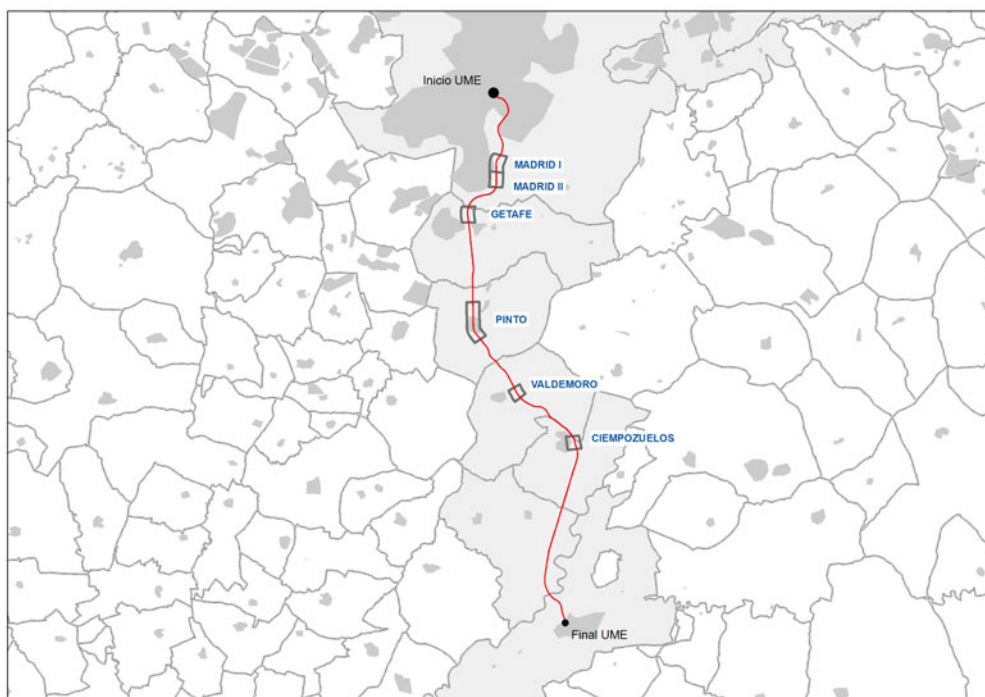 Inicio UME
MADRID I
MADRID II
GETAFE
PINTO
VALDEMORO
CIEMPOZUELOS
Final UME